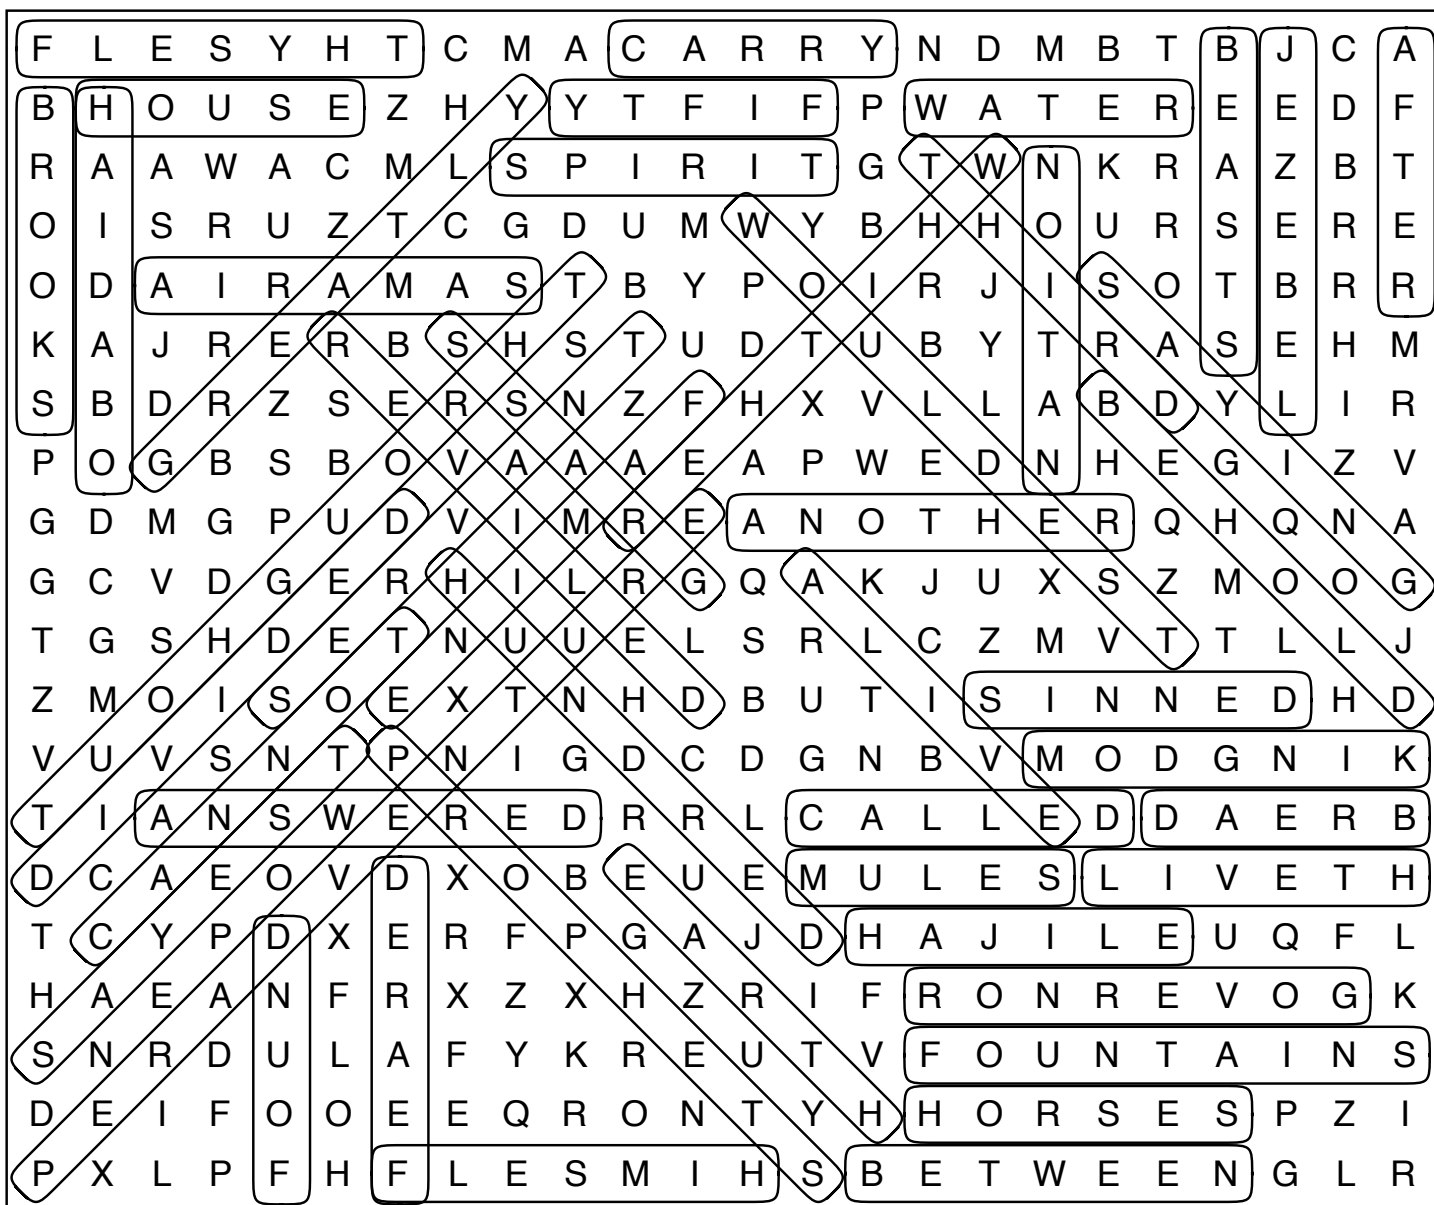 F L E S Y H T C M A C A R R Y N D M B T B J C A
B H O U S E Z H Y Y T F I F P W A T E R E E D F
R A A W A C M L S P I R I T G T W N K R A Z B T
O I S R U Z T C G D U M W Y B H H O U R S E R E
O D A I R A M A S T B Y P O I R J I S O T B R R
K A J R E R B S H S T U D T U B Y T R A S E H M
S B D R Z S E R S N Z F H X V L L A B D Y L I R
P O G B S B O V A A A E A P W E D N H E G I Z V
G D M G P U D V I M R E A N O T H E R Q H Q N A
G C V D G E R H I L R G Q A K J U X S Z M O O G
T G S H D E T N U U E L S R L C Z M V T T L L J
Z M O I S O E X T N H D B U T I S I N N E D H D
V U V S N T P N I G D C D G N B V M O D G N I K
T I A N S W E R E D R R L C A L L E D D A E R B
D C A E O V D X O B E U E M U L E S L I V E T H
T C Y P D X E R F P G A J D H A J I L E U Q F L
H A E A N F R X Z X H Z R I F R O N R E V O G K
S N R D U L A F Y K R E U T V F O U N T A I N S
D E I F O O E E Q R O N T Y H H O R S E S P Z I
P X L P F H F L E S M I H S B E T W E E N G L R